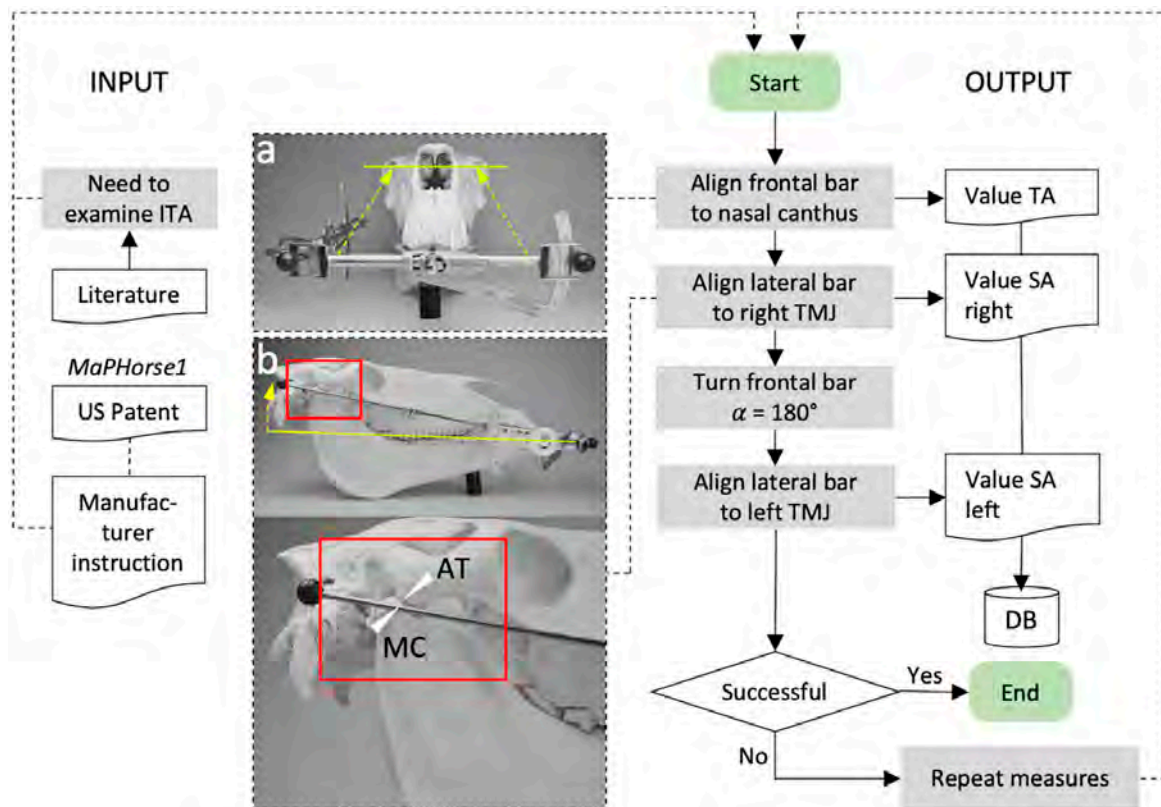 INPUT
Need to
examine ITA
Literature
MaPHorse1
US Patent
Manufac-
turer
instruction
a
b
AT
MC
Start
Align frontal bar
to nasal canthus
Align lateral bar
to right TMJ
Turn frontal bar
α = 180°
Align lateral bar
to left TMJ
Successful
Yes
No
End
Repeat measures
OUTPUT
Value TA
Value SA
right
Value SA
left
DB